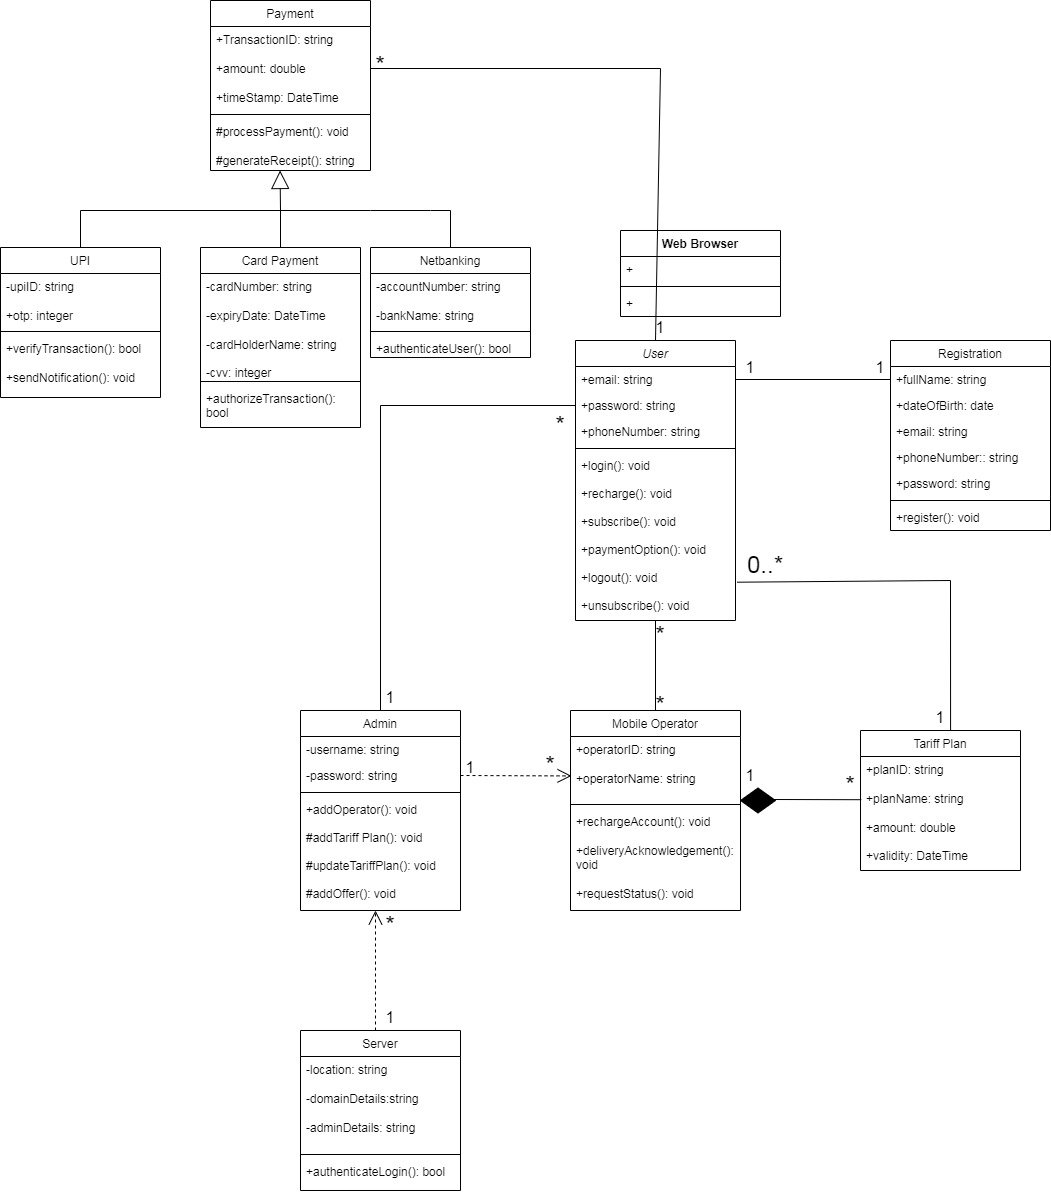 Payment
+TransactionID: string
+amount: double
+timeStamp: DateTime
#processPayment(): void
#generateReceipt(): string
*
Web Browser
+
+
1
UPI
-upiID: string
+otp: integer
+verifyTransaction(): bool
+sendNotification(): void
Card Payment
-cardNumber: string
-expiryDate: DateTime
-cardHolderName: string
-cvv: integer
+authorizeTransaction():
bool
Netbanking
-accountNumber: string
-bankName: string
+authenticateUser(): bool
User
+email: string
+password: string
+phoneNumber: string
+login(): void
+recharge(): void
+subscribe(): void
+paymentOption(): void
+logout(): void
+unsubscribe(): void
1
1
Registration
+fullName: string
+dateOfBirth: date
+email: string
+phoneNumber:: string
+password: string
+register(): void
*
0..*
*
1
*
1
Admin
-username: string
-password: string
+addOperator(): void
#addTariff Plan(): void
#updateTariffPlan(): void
#addOffer(): void
1
*
Mobile Operator
+operatorID: string
+operatorName: string
+rechargeAccount(): void
+deliveryAcknowledgement():
void
+requestStatus(): void
1
*
Tariff Plan
+planID: string
+planName: string
+amount: double
+validity: DateTime
*
1
Server
-location: string
-domainDetails:string
-adminDetails: string
+authenticateLogin(): bool